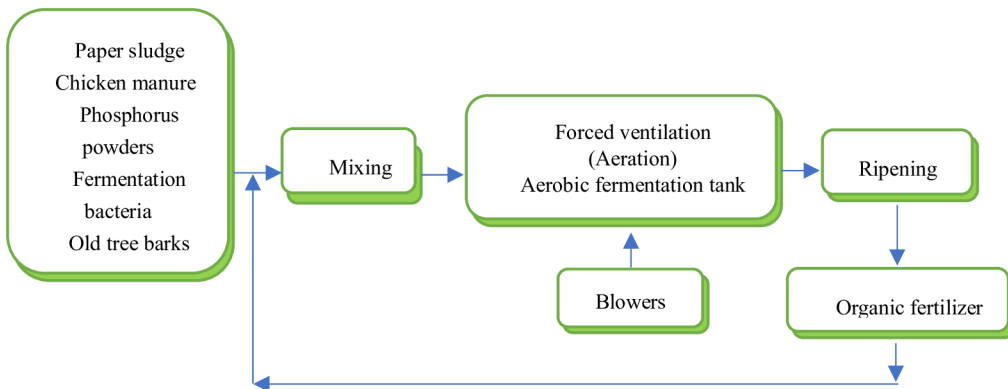 Paper sludge
Chicken manure
Phosphorus
powders
Fermentation
bacteria
Old tree barks
Mixing
Forced ventilation
(Aeration)
Aerobic fermentation tank
Blowers
Ripening
Organic fertilizer